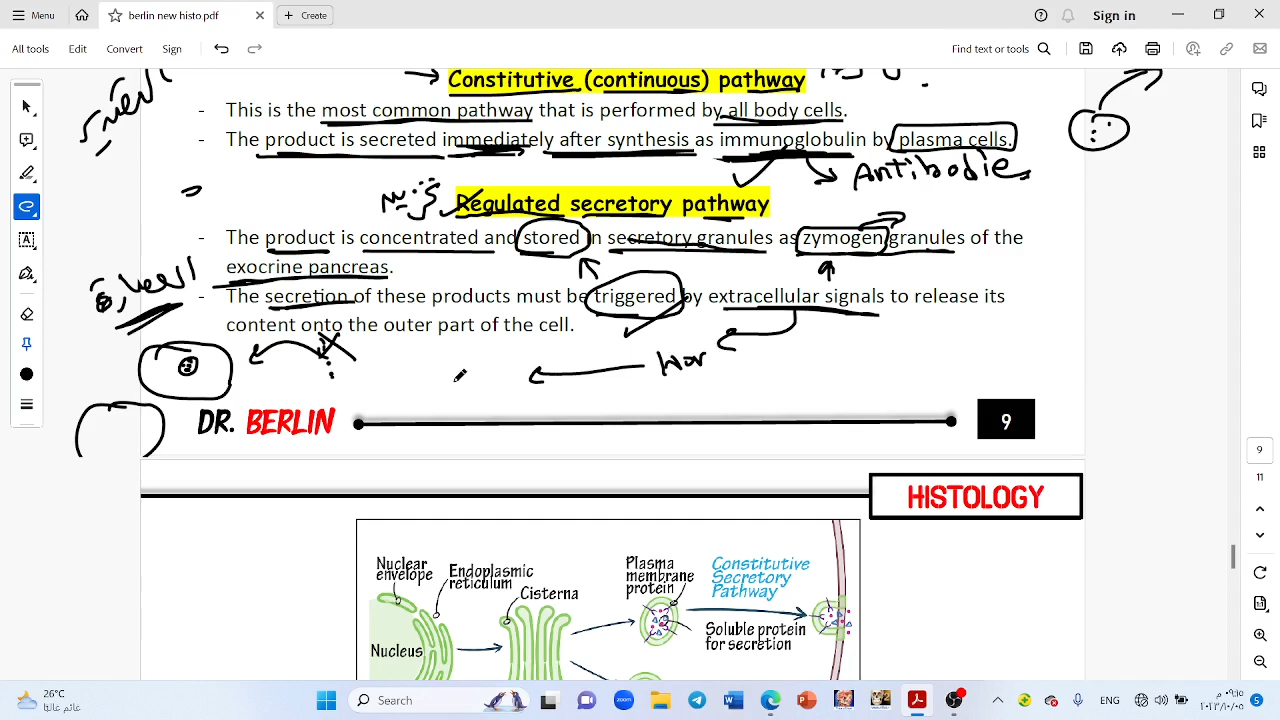 Menu
berlin new histo pdf
Create
Sign in
All tools
Edit
Convert
Sign
Find text or tools
Constitutive (continuous) pathway
- This is the most common pathway that is performed by all body cells.
- The product is secreted immediately after synthesis as immunoglobulin by plasma cells.
Antibodies
Regulated secretory pathway
- The product is concentrated and stored in secretory granules as zymogen granules of the
exocrine pancreas.
- The secretion of these products must be triggered by extracellular signals to release its
content onto the outer part of the cell.
Hor
DR. BERLIN
9
HISTOLOGY
Nuclear
envelope
Endoplasmic
reticulum
Cisterna
Plasma
membrane
protein
Constitutive
Secretory
Pathway
Soluble protein
for secretion
Nucleus
9
11
26°C
Search
zoom
ENG
5